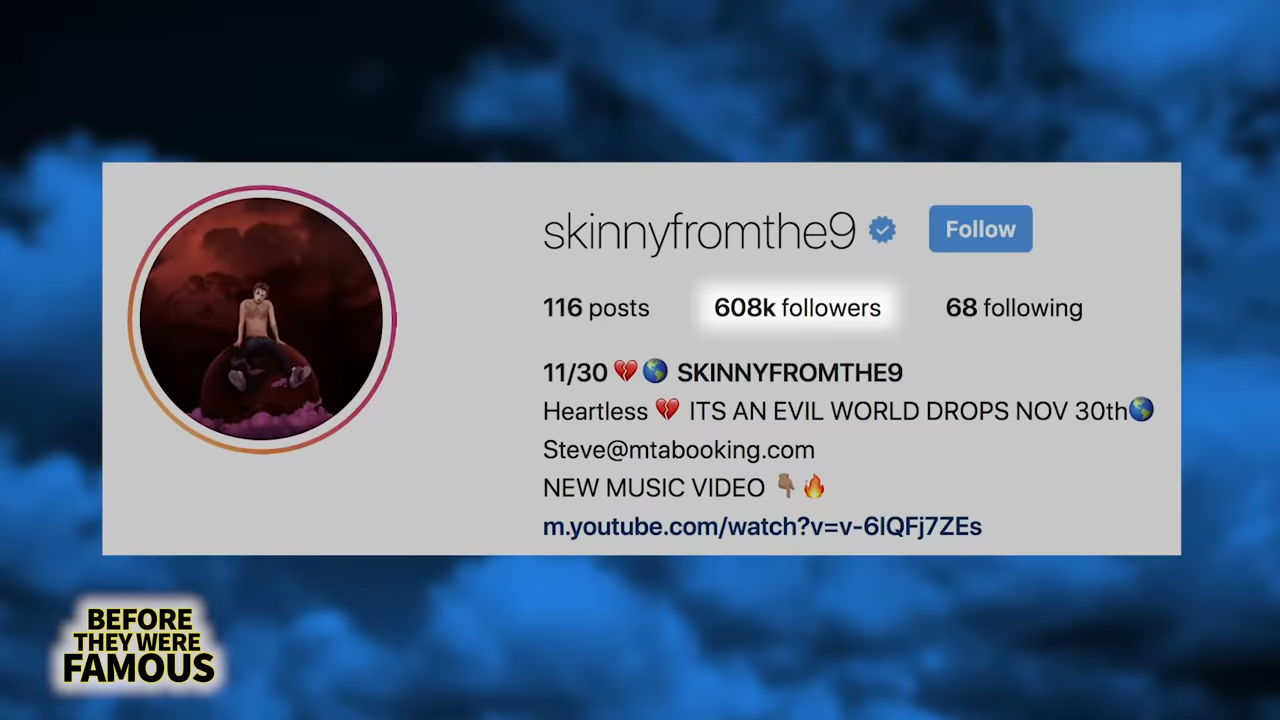 skinnyfromthe9 Follow
116 posts 608k followers 68 following
11/30 💔🌎 SKINNYFROMTHE9
Heartless 💔 ITS AN EVIL WORLD DROPS NOV 30th🌎
Steve@mtabooking.com
NEW MUSIC VIDEO 👇🏽🔥
m.youtube.com/watch?v=v-6lQFj7ZEs
BEFORE
THEY WERE
FAMOUS